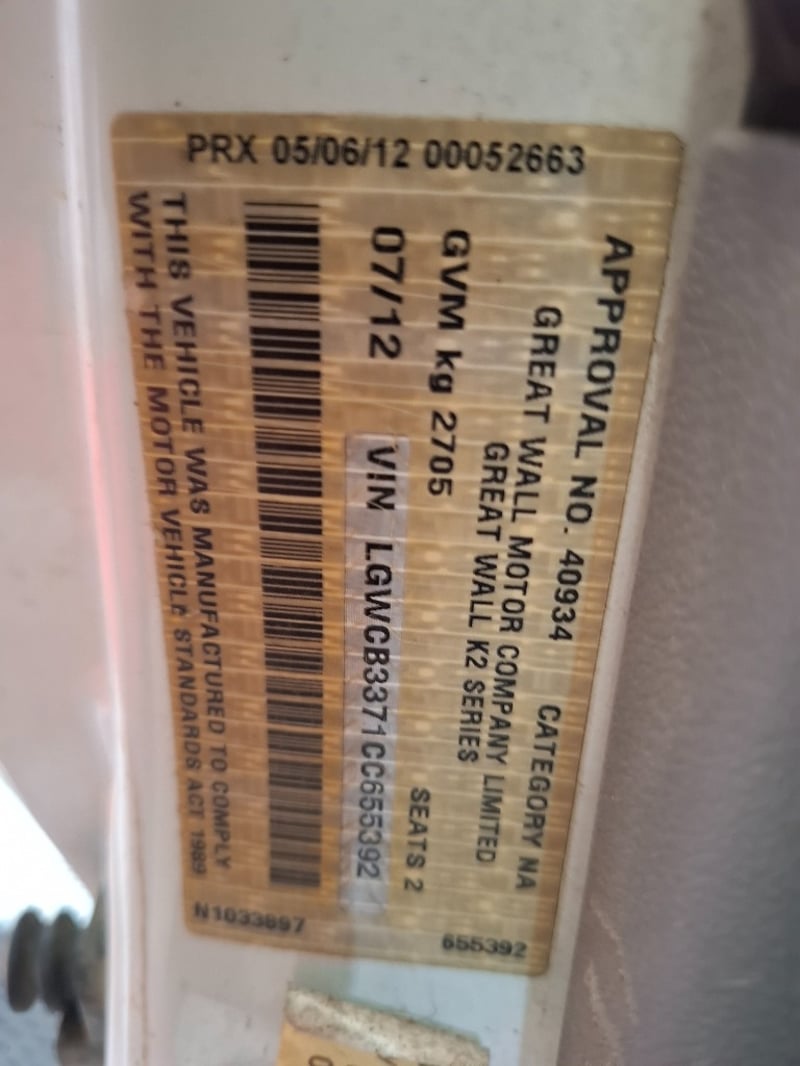 PRX 05/06/12 00052663
APPROVAL NO. 40934 CATEGORY NA
GREAT WALL MOTOR COMPANY LIMITED
GREAT WALL K2 SERIES
GVM kg 2705 SEATS 2
07/12 VIN LGWCB3371CC655392
THIS VEHICLE WAS MANUFACTURED TO COMPLY
WITH THE MOTOR VEHICLE STANDARDS ACT 1989
655392
N1033897